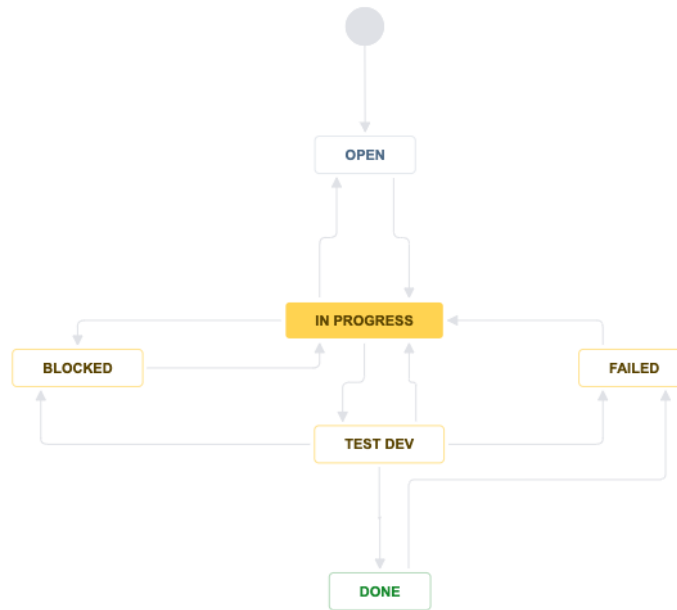 OPEN
IN PROGRESS
BLOCKED
FAILED
TEST DEV
DONE